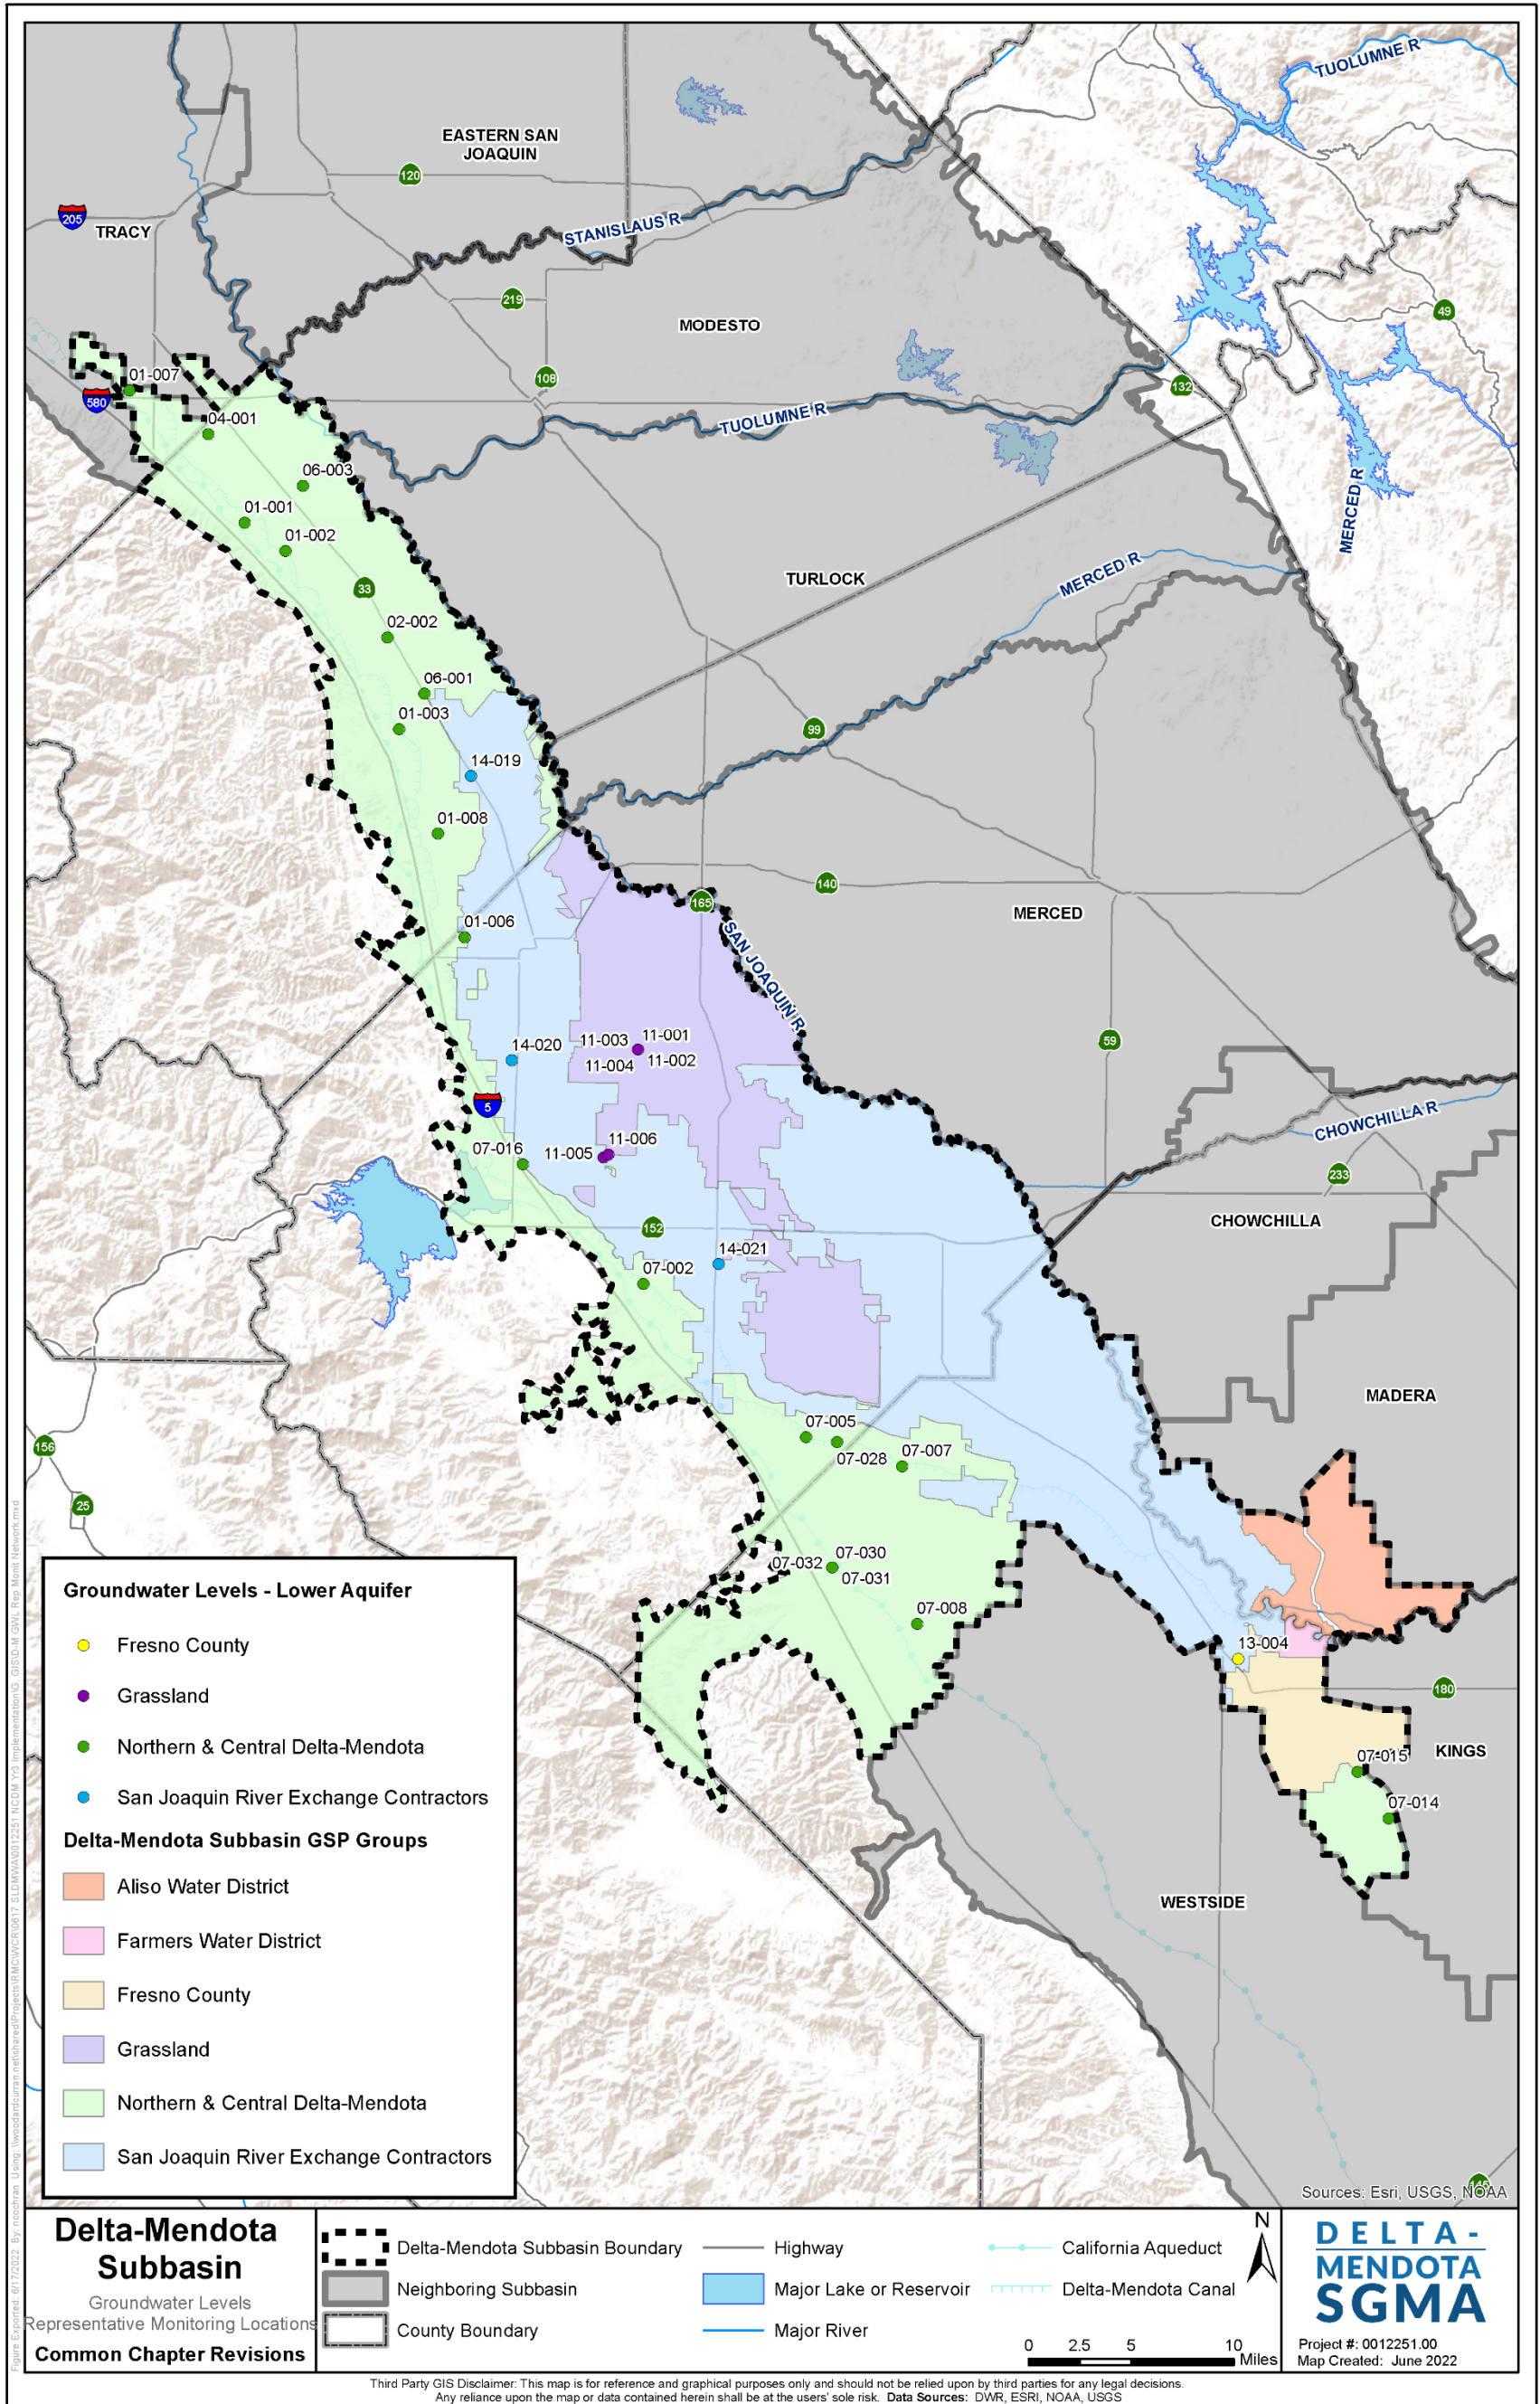 TUOLUMNE R
EASTERN SAN
JOAQUIN
120
205
TRACY
STANISLAUS R
219
MODESTO
49
01-007
580
108
132
04-001
TUOLUMNE R
06-003
MERCED R
01-001
01-002
TURLOCK
MERCED R
33
02-002
06-001
01-003
99
14-019
01-008
140
165
MERCED
01-006
SAN JOAQUIN R
14-020
11-003
11-001
11-004
11-002
59
5
CHOWCHILLA R
11-006
07-016
11-005
233
152
CHOWCHILLA
14-021
07-002
MADERA
07-005
156
07-028
07-007
25
07-032
07-030
07-031
07-008
13-004
180
07-015
KINGS
07-014
WESTSIDE
145
Groundwater Levels - Lower Aquifer
Fresno County
Grassland
Northern & Central Delta-Mendota
San Joaquin River Exchange Contractors
Delta-Mendota Subbasin GSP Groups
Aliso Water District
Farmers Water District
Fresno County
Grassland
Northern & Central Delta-Mendota
San Joaquin River Exchange Contractors
Sources: Esri, USGS, NOAA
Delta-Mendota
Subbasin
Groundwater Levels
Representative Monitoring Locations
Common Chapter Revisions
Delta-Mendota Subbasin Boundary
Neighboring Subbasin
County Boundary
Highway
Major Lake or Reservoir
Major River
California Aqueduct
Delta-Mendota Canal
N
0 2.5 5 10
Miles
DELTA-
MENDOTA
SGMA
Project #: 0012251.00
Map Created: June 2022
Third Party GIS Disclaimer: This map is for reference and graphical purposes only and should not be relied upon by third parties for any legal decisions.
Any reliance upon the map or data contained herein shall be at the users' sole risk. Data Sources: DWR, ESRI, NOAA, USGS